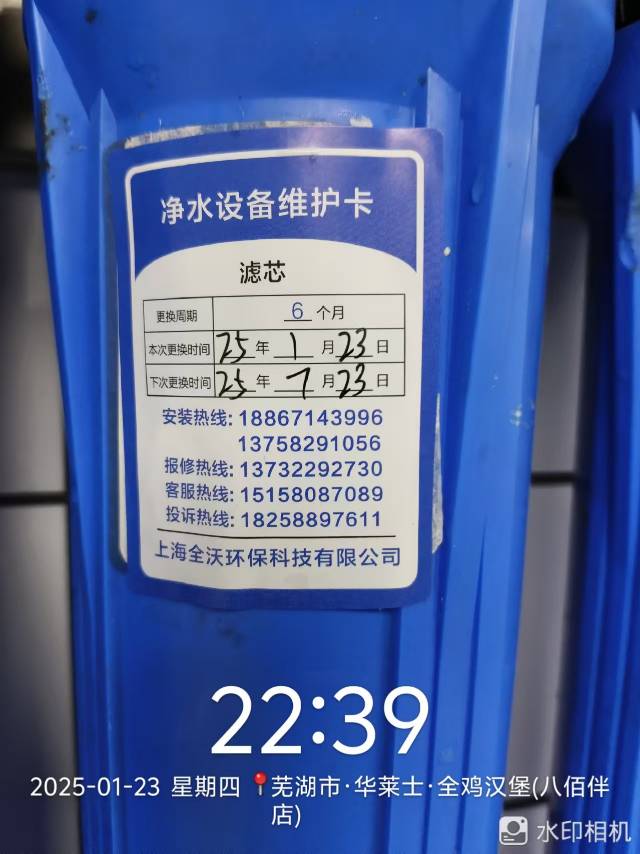 净水设备维护卡
滤芯
更换周期 6 个月
本次更换时间 25 年 1 月 23 日
下次更换时间 25 年 7 月 23 日
安装热线: 18867143996
13758291056
报修热线: 13732292730
客服热线: 15158087089
投诉热线: 18258897611
上海全沃环保科技有限公司
22:39
2025-01-23 星期四 📍芜湖市·华莱士·全鸡汉堡(八佰伴
店)
水印相机